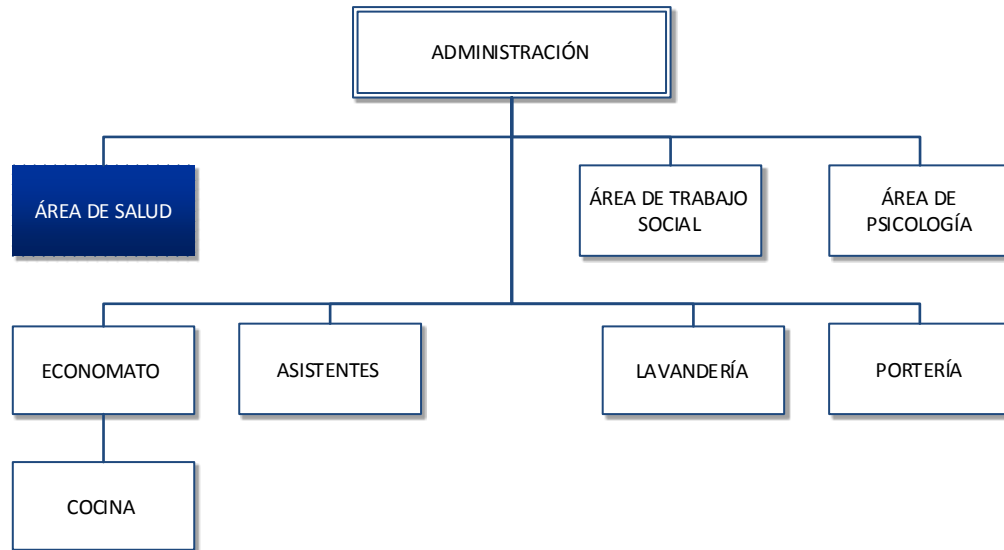 ADMINISTRACIÓN
ÁREA DE SALUD
ÁREA DE TRABAJO
SOCIAL
ÁREA DE
PSICOLOGÍA
ECONOMATO
ASISTENTES
LAVANDERÍA
PORTERÍA
COCINA